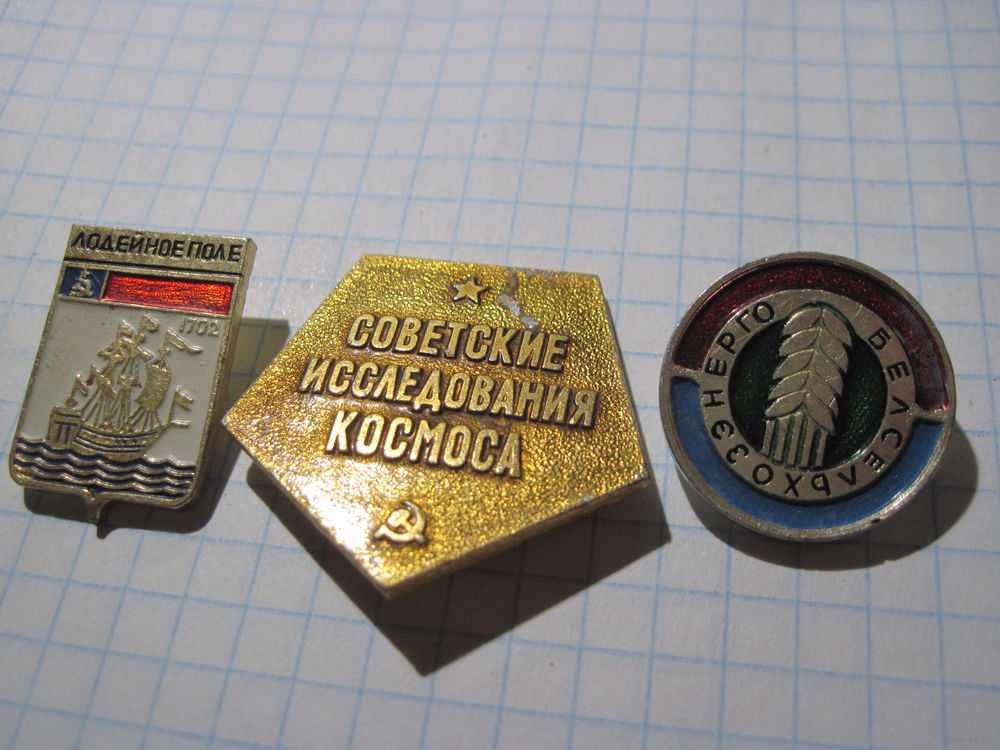 ЛОДЕЙНОЕ ПОЛЕ
1702
СОВЕТСКИЕ
ИССЛЕДОВАНИЯ
КОСМОСА
БЕЛСЕЛЬХОЗЭНЕРГО